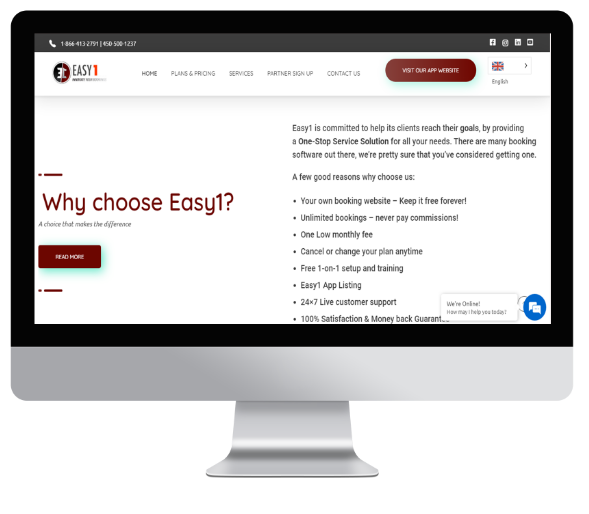 1-866-413-2791 | 450-500-1237
EASY 1
HOME PLANS & PRICING SERVICES PARTNER SIGN UP CONTACT US VISIT OUR APP WEBSITE
English
Easy1 is committed to help its clients reach their goals, by providing
a One-Stop Service Solution for all your needs. There are many booking
software out there, we're pretty sure that you've considered getting one.
A few good reasons why choose us:
Why choose Easy1?
A choice that makes the difference
READ MORE
• Your own booking website – Keep it free forever!
• Unlimited bookings – never pay commissions!
• One Low monthly fee
• Cancel or change your plan anytime
• Free 1-on-1 setup and training
• Easy1 App Listing
• 24×7 Live customer support
• 100% Satisfaction & Money back Guarantee
We're Online!
How may I help you today?